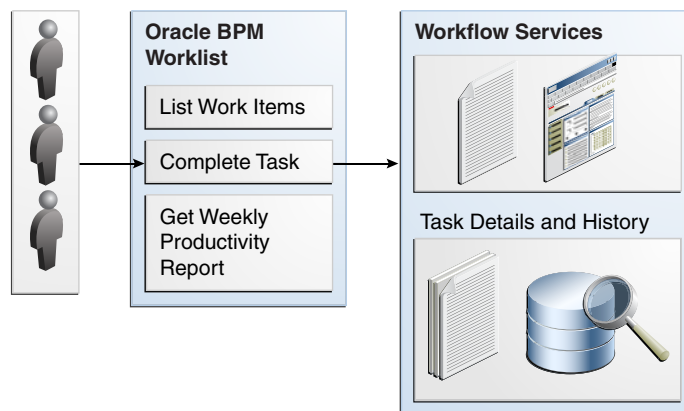 Oracle BPM
Worklist
List Work Items
Complete Task
Get Weekly
Productivity
Report
Workflow Services
Task Details and History